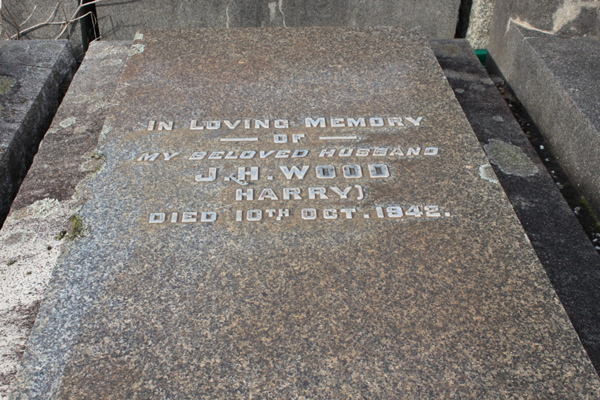 IN LOVING MEMORY
OF
MY BELOVED HUSBAND
J.H. WOOD
HARRY)
DIED 10TH OCT. 1942.